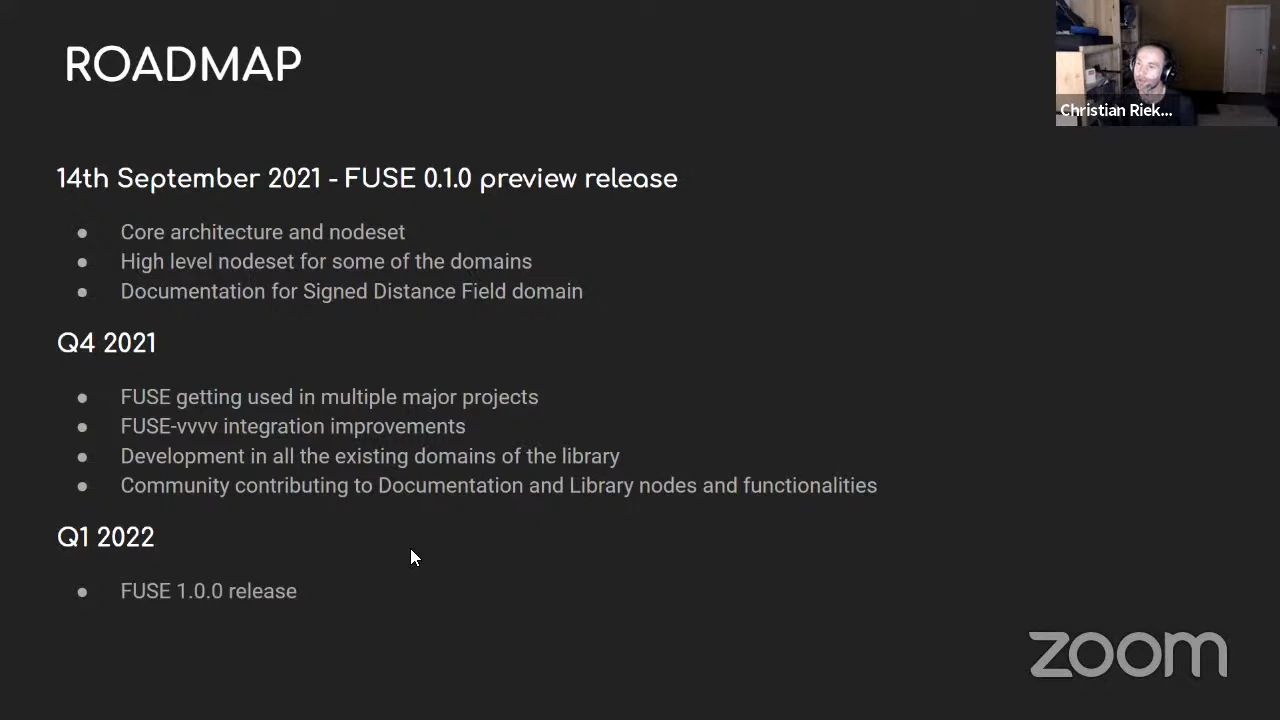 ROADMAP
Christian Riek...
14th September 2021 - FUSE 0.1.0 preview release
● Core architecture and nodeset
● High level nodeset for some of the domains
● Documentation for Signed Distance Field domain
Q4 2021
● FUSE getting used in multiple major projects
● FUSE-vvvv integration improvements
● Development in all the existing domains of the library
● Community contributing to Documentation and Library nodes and functionalities
Q1 2022
● FUSE 1.0.0 release
zoom